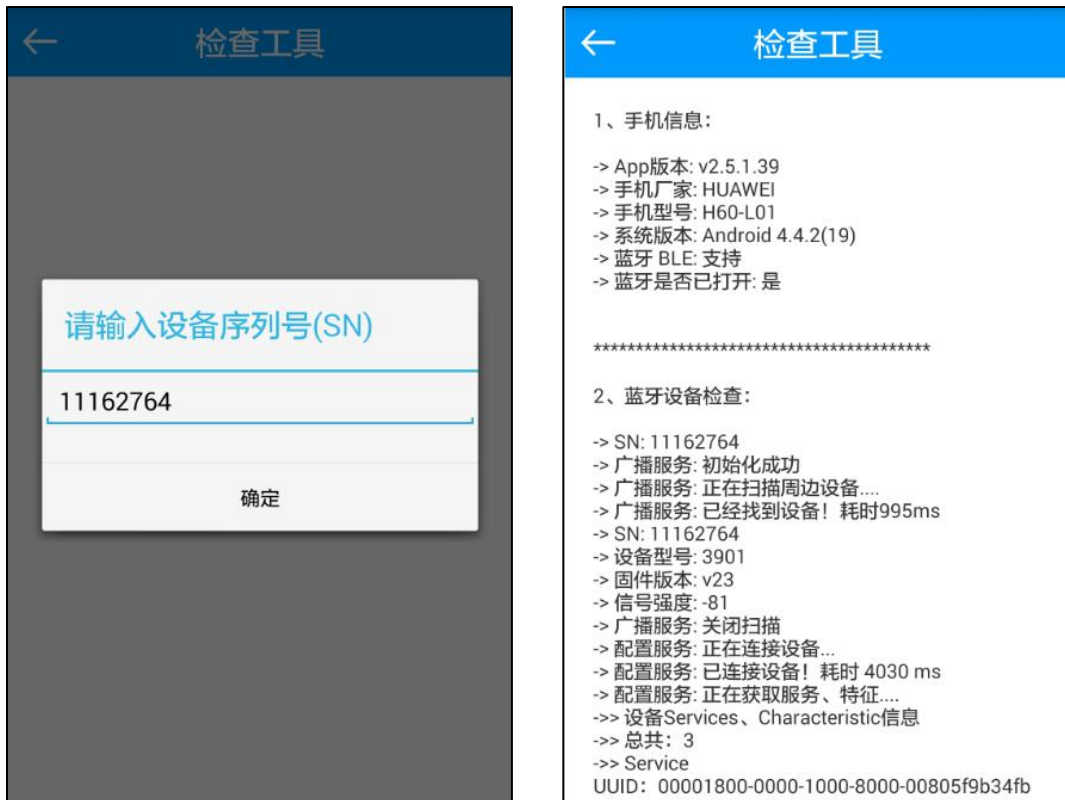 检查工具
请输入设备序列号(SN)
11162764
确定
检查工具
1、手机信息：
-> App版本: v2.5.1.39
-> 手机厂家: HUAWEI
-> 手机型号: H60-L01
-> 系统版本: Android 4.4.2(19)
-> 蓝牙 BLE: 支持
-> 蓝牙是否已打开: 是
****************************************
2、蓝牙设备检查：
-> SN: 11162764
-> 广播服务: 初始化成功
-> 广播服务: 正在扫描周边设备....
-> 广播服务: 已经找到设备！耗时995ms
-> SN: 11162764
-> 设备型号: 3901
-> 固件版本: v23
-> 信号强度: -81
-> 广播服务: 关闭扫描
-> 配置服务: 正在连接设备...
-> 配置服务: 已连接设备！耗时 4030 ms
-> 配置服务: 正在获取服务、特征....
->> 设备Services、Characteristic信息
->> 总共：3
->> Service
UUID：00001800-0000-1000-8000-00805f9b34fb